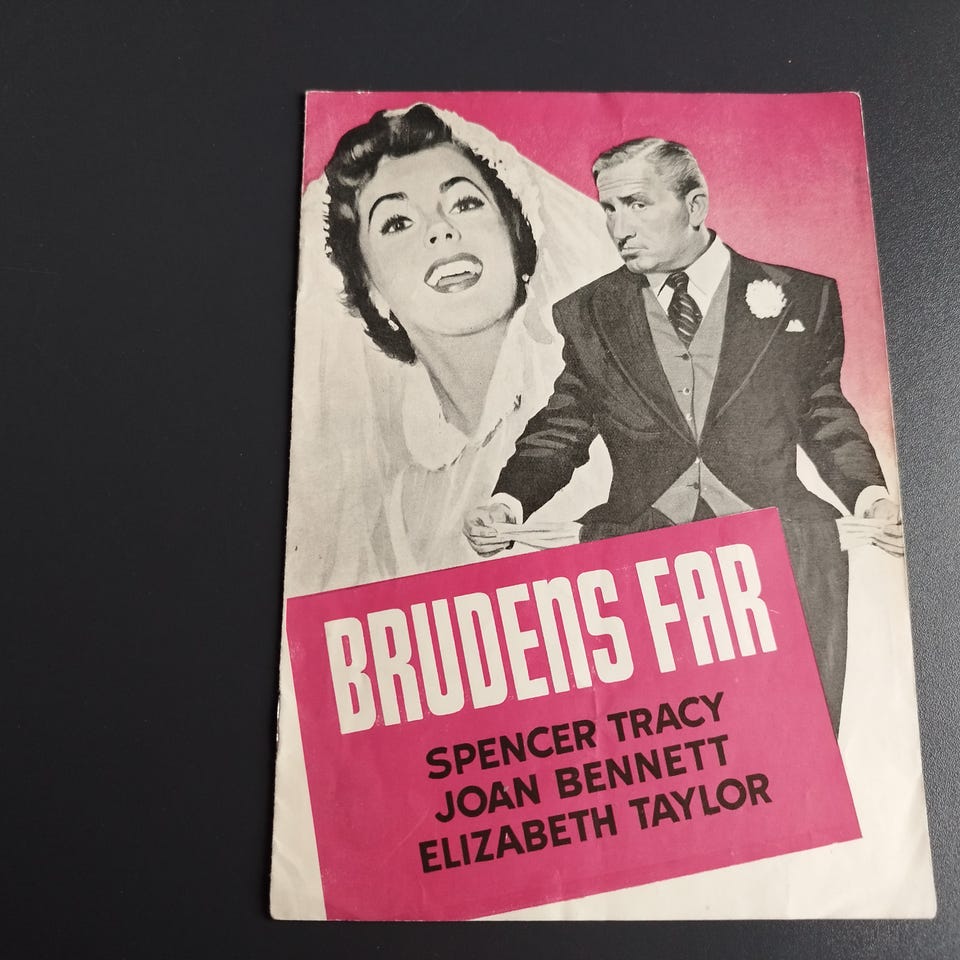 BRUDENS FAR
SPENCER TRACY
JOAN BENNETT
ELIZABETH TAYLOR